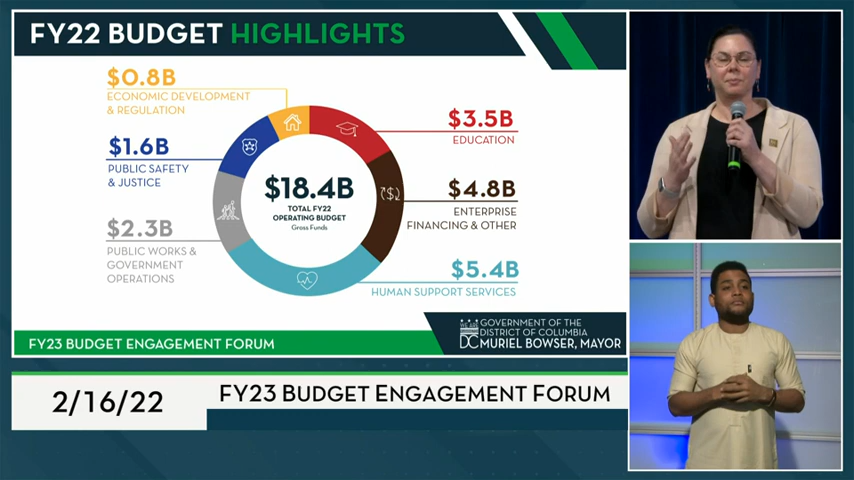 FY22 BUDGET HIGHLIGHTS
$0.8B
ECONOMIC DEVELOPMENT
& REGULATION
$1.6B
PUBLIC SAFETY
& JUSTICE
$2.3B
PUBLIC WORKS &
GOVERNMENT
OPERATIONS
$18.4B
TOTAL FY22
OPERATING BUDGET
Gross Funds
$3.5B
EDUCATION
$4.8B
ENTERPRISE
FINANCING & OTHER
$5.4B
HUMAN SUPPORT SERVICES
FY23 BUDGET ENGAGEMENT FORUM
WE ARE
DC
GOVERNMENT OF THE
DISTRICT OF COLUMBIA
MURIEL BOWSER, MAYOR
2/16/22
FY23 BUDGET ENGAGEMENT FORUM